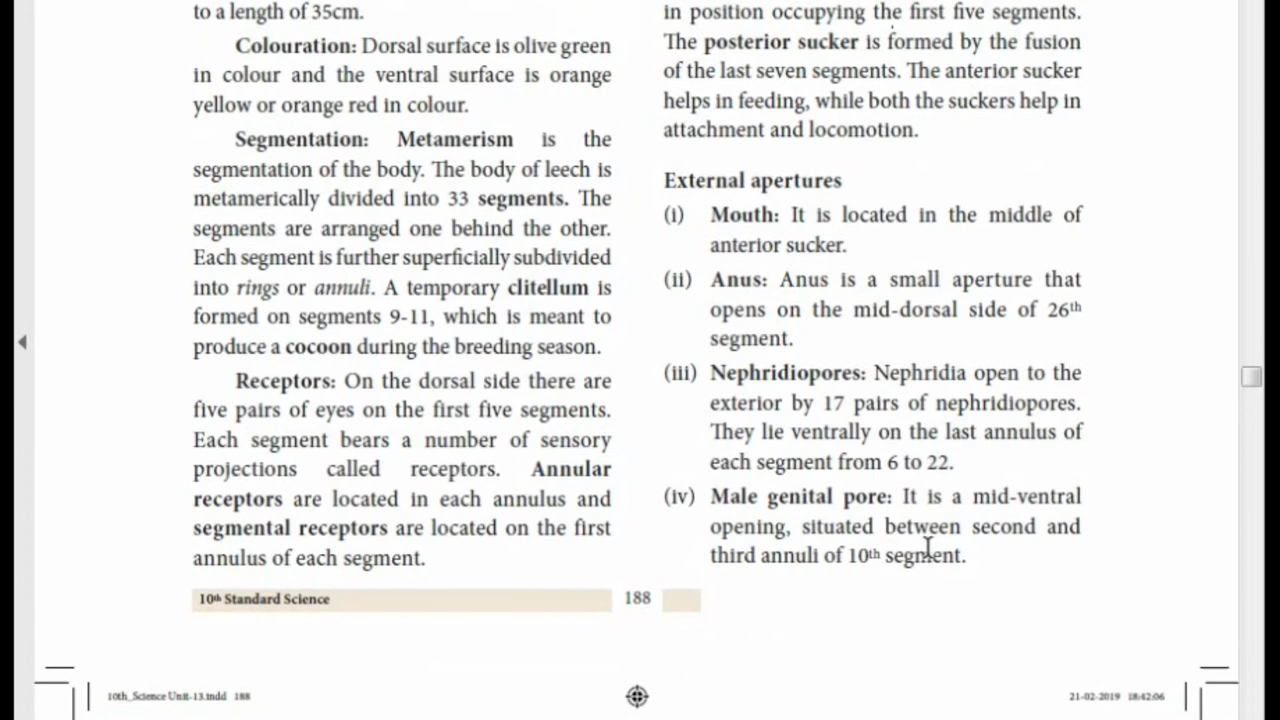 to a length of 35cm.
Colouration: Dorsal surface is olive green
in colour and the ventral surface is orange
yellow or orange red in colour.
Segmentation: Metamerism is the
segmentation of the body. The body of leech is
metamerically divided into 33 segments. The
segments are arranged one behind the other.
Each segment is further superficially subdivided
into rings or annuli. A temporary clitellum is
formed on segments 9-11, which is meant to
produce a cocoon during the breeding season.
Receptors: On the dorsal side there are
five pairs of eyes on the first five segments.
Each segment bears a number of sensory
projections called receptors. Annular
receptors are located in each annulus and
segmental receptors are located on the first
annulus of each segment.
in position occupying the first five segments.
The posterior sucker is formed by the fusion
of the last seven segments. The anterior sucker
helps in feeding, while both the suckers help in
attachment and locomotion.
External apertures
(i) Mouth: It is located in the middle of
anterior sucker.
(ii) Anus: Anus is a small aperture that
opens on the mid-dorsal side of 26th
segment.
(iii) Nephridiopores: Nephridia open to the
exterior by 17 pairs of nephridiopores.
They lie ventrally on the last annulus of
each segment from 6 to 22.
(iv) Male genital pore: It is a mid-ventral
opening, situated between second and
third annuli of 10th segment.
10th Standard Science 188
10th_Science Unit-13.indd 188 21-02-2019 18:42:06